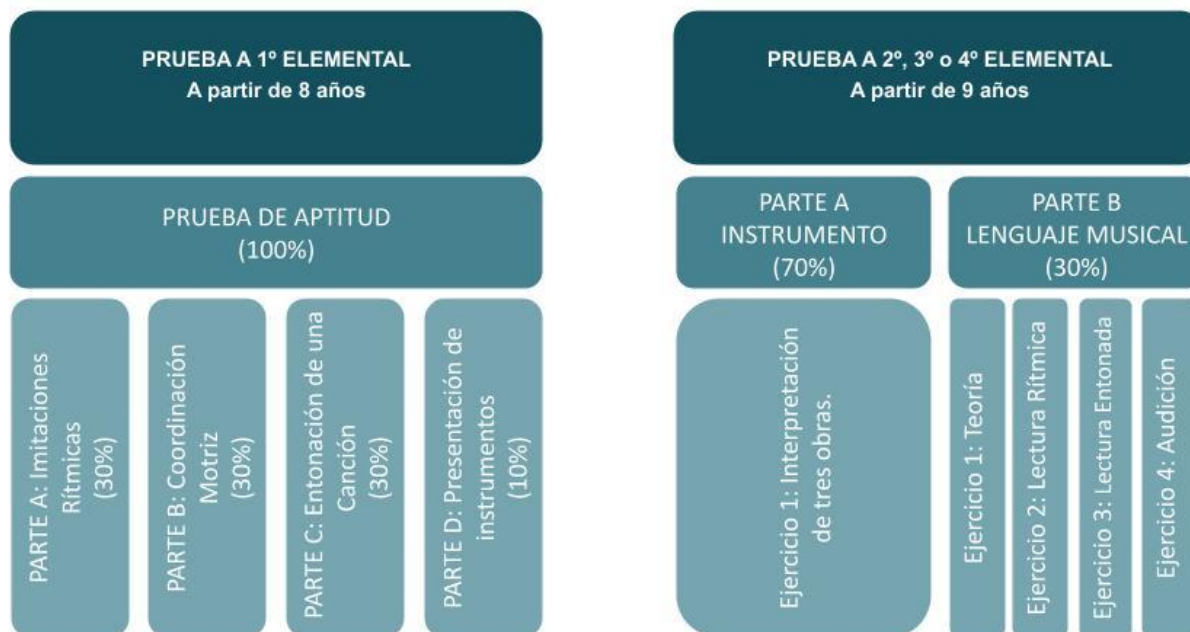 PRUEBA A 1º ELEMENTAL
A partir de 8 años
PRUEBA DE APTITUD
(100%)
PARTE A: Imitaciones
Rítmicas
(30%)
PARTE B: Coordinación
Motriz
(30%)
PARTE C: Entonación de una
Canción
(30%)
PARTE D: Presentación de
instrumentos
(10%)
PRUEBA A 2º, 3º o 4º ELEMENTAL
A partir de 9 años
PARTE A
INSTRUMENTO
(70%)
Ejercicio 1: Interpretación
de tres obras.
PARTE B
LENGUAJE MUSICAL
(30%)
Ejercicio 1: Teoría
Ejercicio 2: Lectura Rítmica
Ejercicio 3: Lectura Entonada
Ejercicio 4: Audición